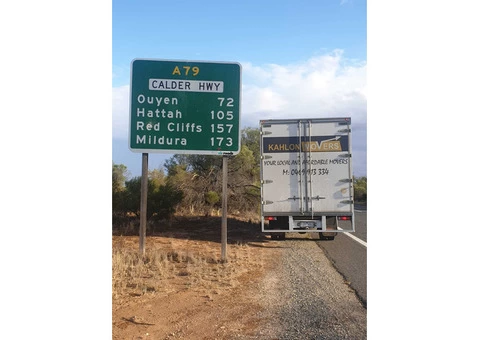 A79
CALDER HWY
Ouyen 72
Hattah 105
Red Cliffs 157
Mildura 173
KAHLON MOVERS
YOUR LOCAL AND AFFORDABLE MOVERS